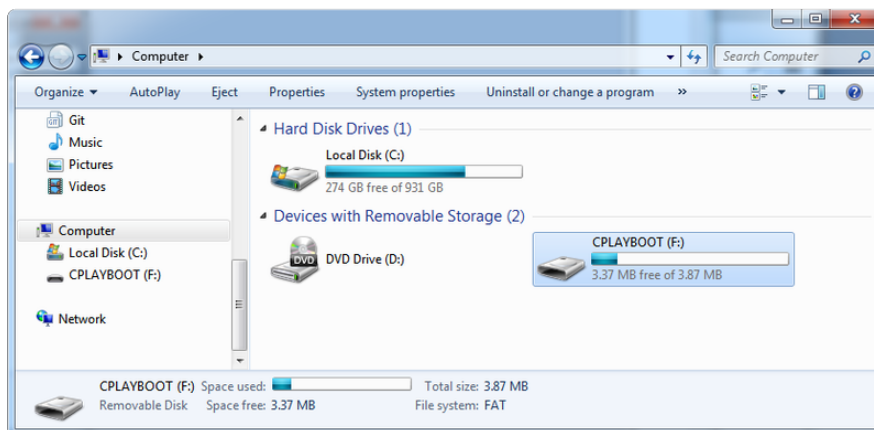 Computer
Search Computer
Organize AutoPlay Eject Properties System properties Uninstall or change a program »
Git
Music
Pictures
Videos
Computer
Local Disk (C:)
CPLAYBOOT (F:)
Network
Hard Disk Drives (1)
Local Disk (C:)
274 GB free of 931 GB
Devices with Removable Storage (2)
DVD Drive (D:)
CPLAYBOOT (F:)
3.37 MB free of 3.87 MB
CPLAYBOOT (F:) Space used: Total size: 3.87 MB
Removable Disk Space free: 3.37 MB File system: FAT